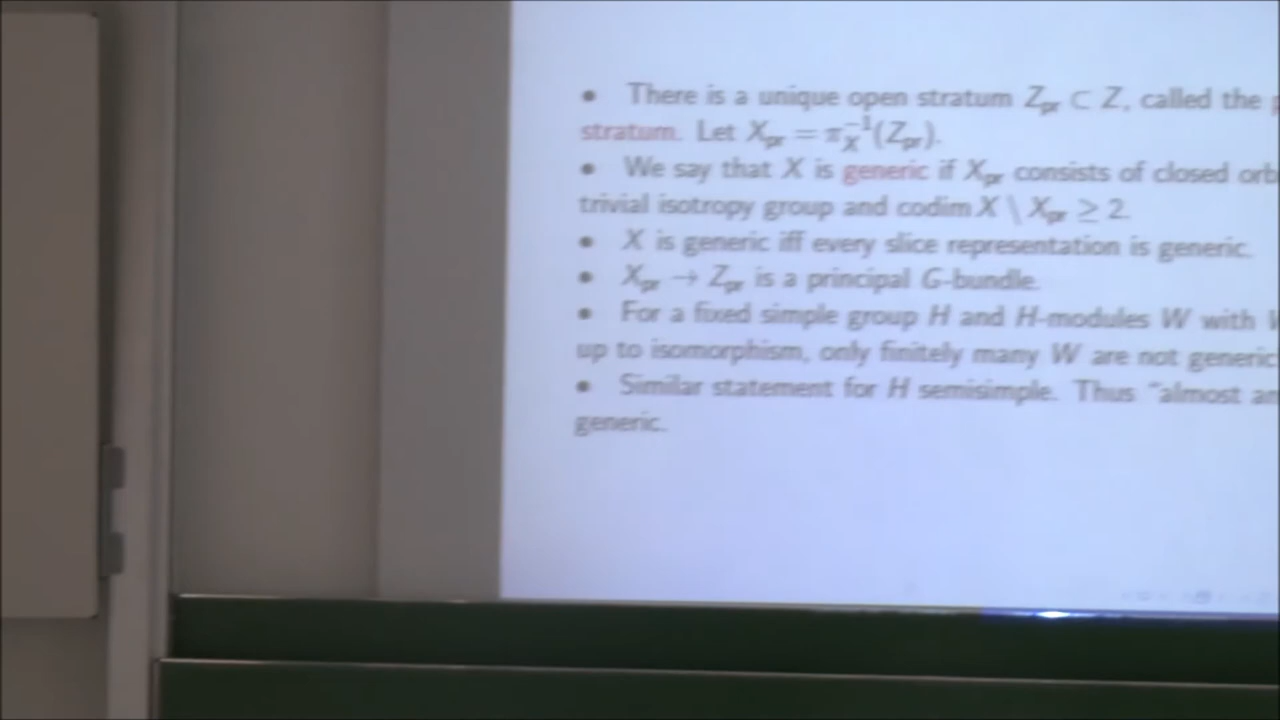 • There is a unique open stratum Z_pr ⊂ Z, called the
stratum. Let X_pr = π_X^{-1}(Z_pr).
• We say that X is generic if X_pr consists of closed orb
trivial isotropy group and codim X \ X_pr ≥ 2.
• X is generic iff every slice representation is generic.
• X_pr → Z_pr is a principal G-bundle.
• For a fixed simple group H and H-modules W with
up to isomorphism, only finitely many W are not generic
• Similar statement for H semisimple. Thus "almost an
generic.